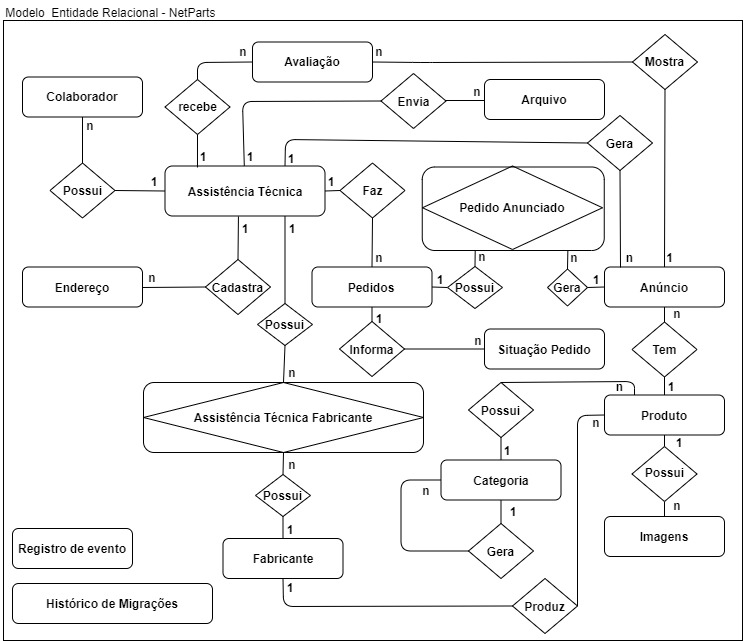 Modelo Entidade Relacional - NetParts
n
Avaliação
n
Mostra
Colaborador
recebe
Envia
n
Arquivo
n
1
1
1
Gera
Possui
1
Assistência Técnica
1
Faz
Pedido Anunciado
1
1
n
n
n
n
1
Endereço
n
Cadastra
Pedidos
1
Possui
Gera
1
Anúncio
Possui
1
n
Informa
n
Situação Pedido
Tem
n
1
Assistência Técnica Fabricante
Possui
n
n
Produto
n
1
1
Possui
Categoria
n
Possui
1
n
1
Gera
Imagens
Registro de evento
Fabricante
1
Histórico de Migrações
Produz